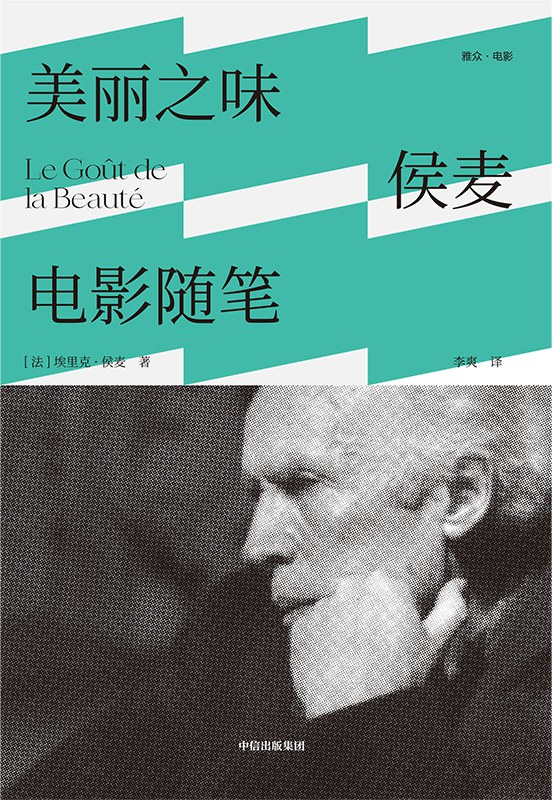 雅众·电影
美丽之味
Le Goût de
la Beauté
侯麦
电影随笔
[法]埃里克·侯麦 著
李爽 译
中信出版集团